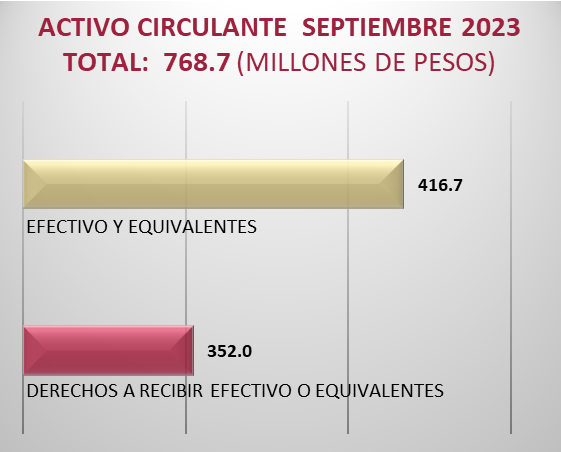 ACTIVO CIRCULANTE  SEPTIEMBRE 2023
TOTAL:  768.7 (MILLONES DE PESOS)
416.7
EFECTIVO Y EQUIVALENTES
352.0
DERECHOS A RECIBIR EFECTIVO O EQUIVALENTES